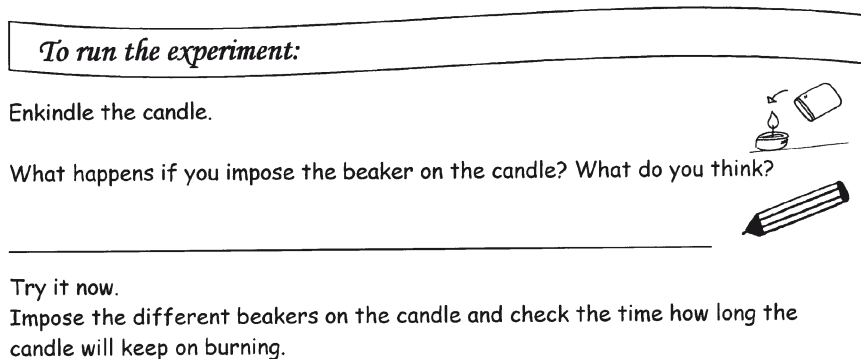 To run the experiment:
Enkindle the candle.
What happens if you impose the beaker on the candle? What do you think?
Try it now.
Impose the different beakers on the candle and check the time how long the
candle will keep on burning.